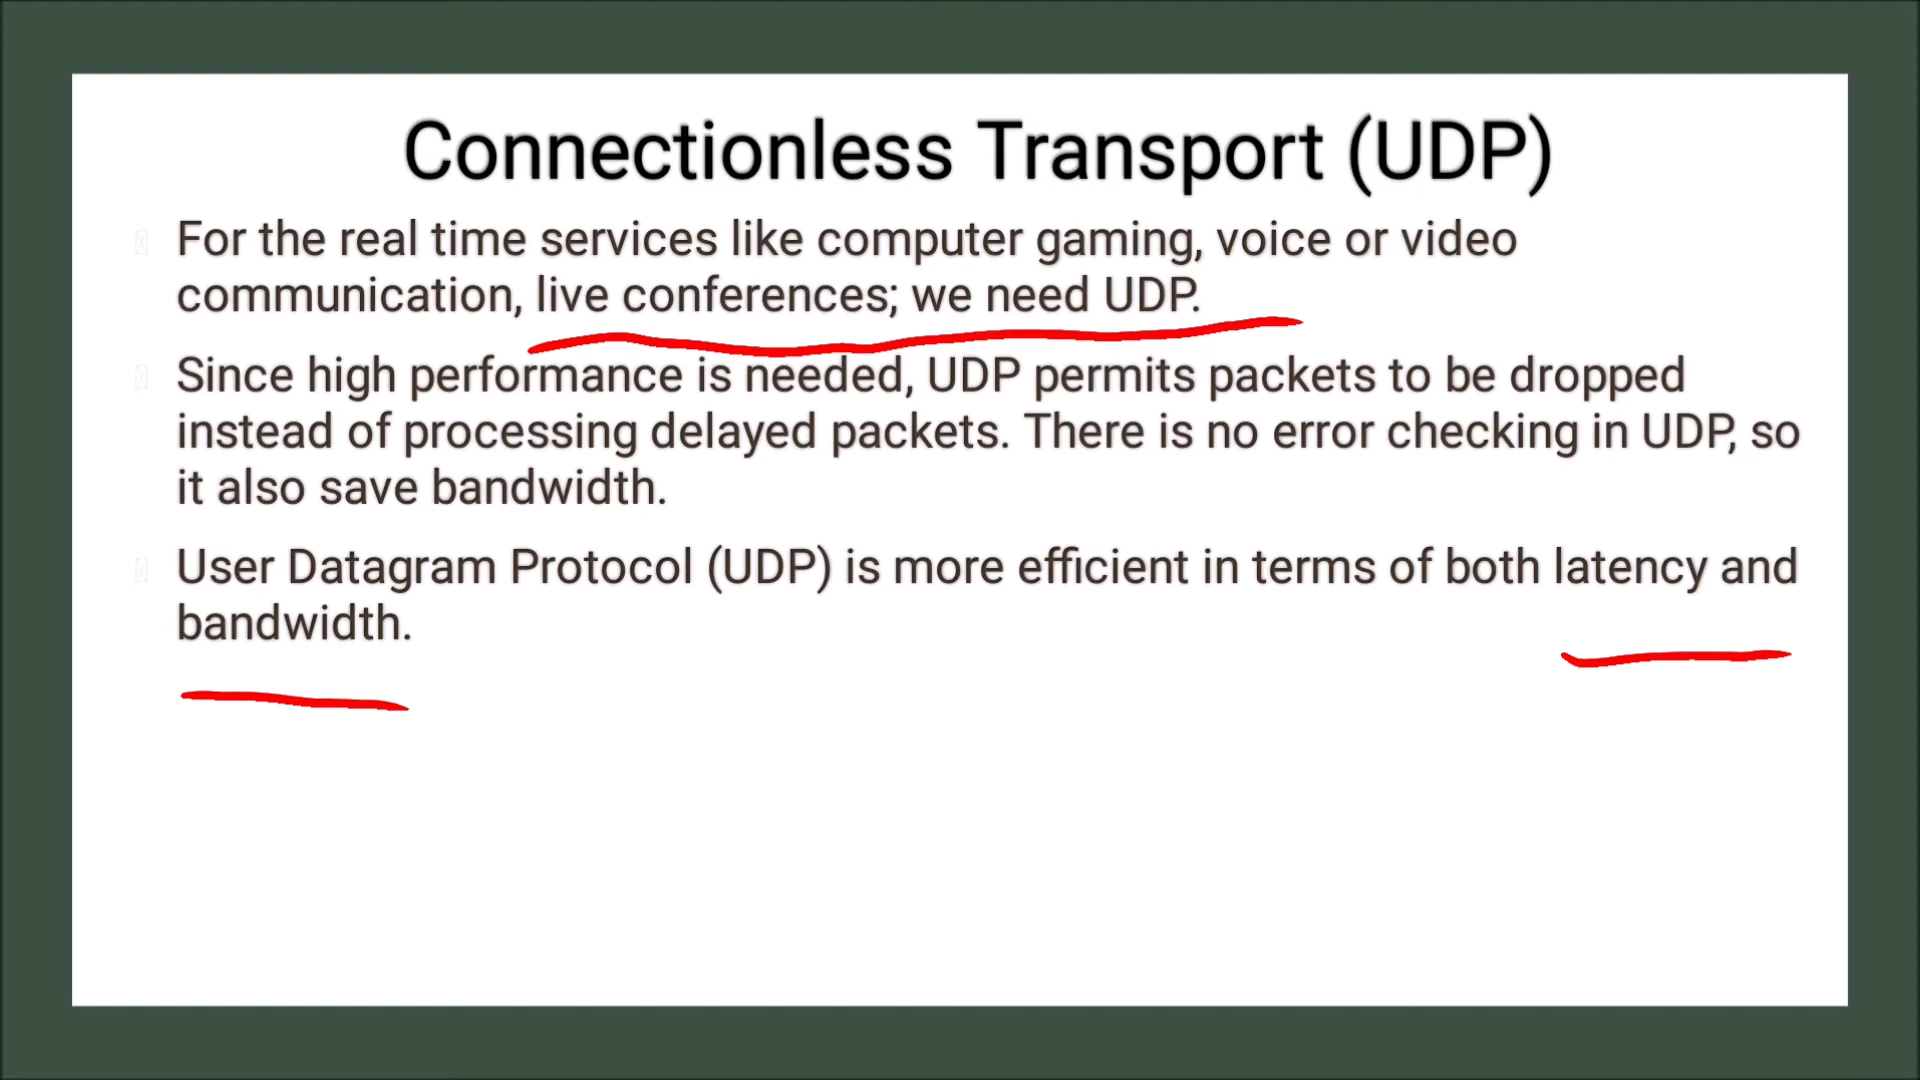 Connectionless Transport (UDP)
For the real time services like computer gaming, voice or video
communication, live conferences; we need UDP.
Since high performance is needed, UDP permits packets to be dropped
instead of processing delayed packets. There is no error checking in UDP, so
it also save bandwidth.
User Datagram Protocol (UDP) is more efficient in terms of both latency and
bandwidth.